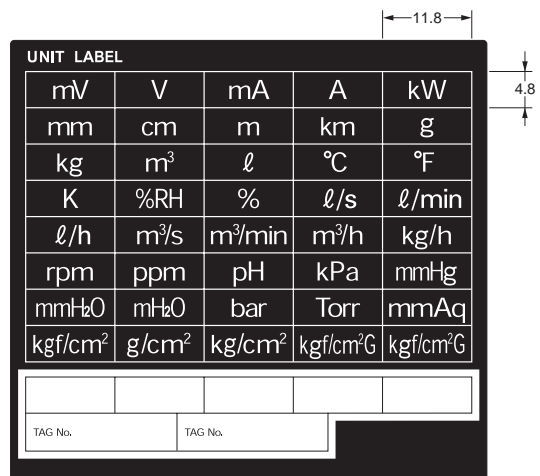 11.8
UNIT LABEL
4.8
mV V mA A kW
mm cm m km g
kg m³ ℓ °C °F
K %RH % ℓ/s ℓ/min
ℓ/h m³/s m³/min m³/h kg/h
rpm ppm pH kPa mmHg
mmH₂O mH₂O bar Torr mmAq
kgf/cm² g/cm² kg/cm² kgf/cm²G kgf/cm²G
TAG No. TAG No.